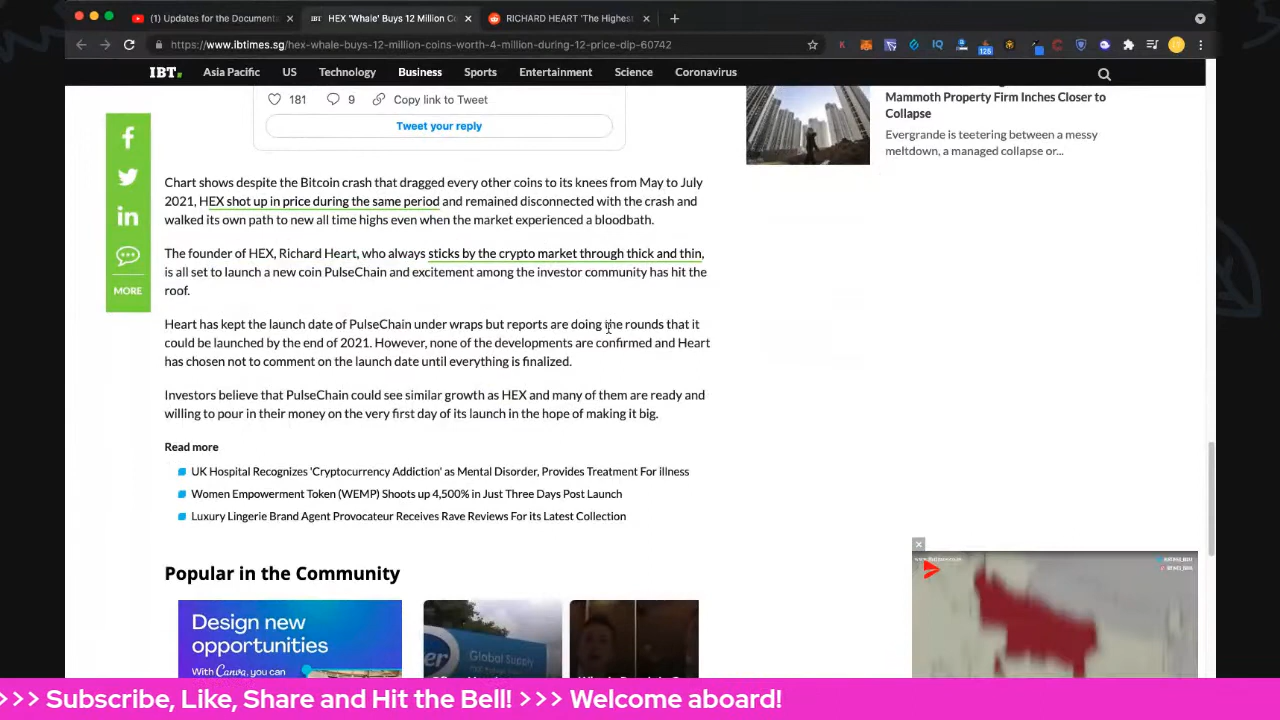 (1) Updates for the Documenta
IBT HEX 'Whale' Buys 12 Million Co
RICHARD HEART 'The Highest
https://www.ibtimes.sg/hex-whale-buys-12-million-coins-worth-4-million-during-12-price-dip-60742
IBT. Asia Pacific US Technology Business Sports Entertainment Science Coronavirus
181 9 Copy link to Tweet
Tweet your reply
Mammoth Property Firm Inches Closer to
Collapse
Evergrande is teetering between a messy
meltdown, a managed collapse or...
MORE
Chart shows despite the Bitcoin crash that dragged every other coins to its knees from May to July
2021, HEX shot up in price during the same period and remained disconnected with the crash and
walked its own path to new all time highs even when the market experienced a bloodbath.
The founder of HEX, Richard Heart, who always sticks by the crypto market through thick and thin,
is all set to launch a new coin PulseChain and excitement among the investor community has hit the
roof.
Heart has kept the launch date of PulseChain under wraps but reports are doing the rounds that it
could be launched by the end of 2021. However, none of the developments are confirmed and Heart
has chosen not to comment on the launch date until everything is finalized.
Investors believe that PulseChain could see similar growth as HEX and many of them are ready and
willing to pour in their money on the very first day of its launch in the hope of making it big.
Read more
UK Hospital Recognizes 'Cryptocurrency Addiction' as Mental Disorder, Provides Treatment For illness
Women Empowerment Token (WEMP) Shoots up 4,500% in Just Three Days Post Launch
Luxury Lingerie Brand Agent Provocateur Receives Rave Reviews For its Latest Collection
Popular in the Community
Design new
opportunities
With Canva, you can
Global Supply
>>> Subscribe, Like, Share and Hit the Bell! >>> Welcome aboard!